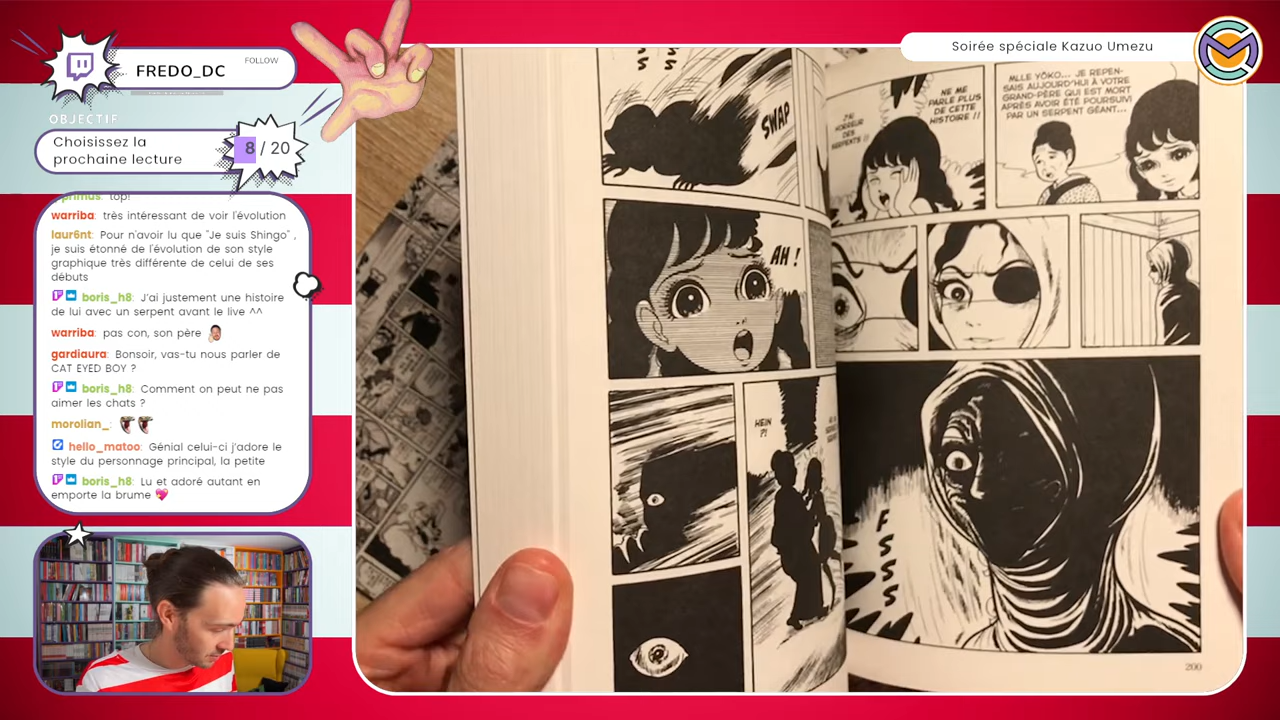 FREDO_DC
FOLLOW
OBJECTIF
Choisissez la
prochaine lecture
8 / 20
primus: top!
warriba: très intéressant de voir l'évolution
laur6nt: Pour n'avoir lu que "Je suis Shingo" ,
je suis étonné de l'évolution de son style
graphique très différente de celui de ses
débuts
boris_h8: J'ai justement une histoire
de lui avec un serpent avant le live ^^
warriba: pas con, son père
gardiaura: Bonsoir, vas-tu nous parler de
CAT EYED BOY ?
boris_h8: Comment on peut ne pas
aimer les chats ?
morolian_:
hello_matoo: Génial celui-ci j'adore le
style du personnage principal, la petite
boris_h8: Lu et adoré autant en
emporte la brume
Soirée spéciale Kazuo Umezu
S S
SWAP
AH !
HEIN
?!
NE ME
PARLE PLUS
DE CETTE
HISTOIRE !!
J'AI
HORREUR
DES
SERPENTS !!
MLLE YÔKO... JE REPEN-
SAIS AUJOURD'HUI À VOTRE
GRAND-PÈRE QUI EST MORT
APRÈS AVOIR ÉTÉ POURSUIVI
PAR UN SERPENT GÉANT...
FSSS
200